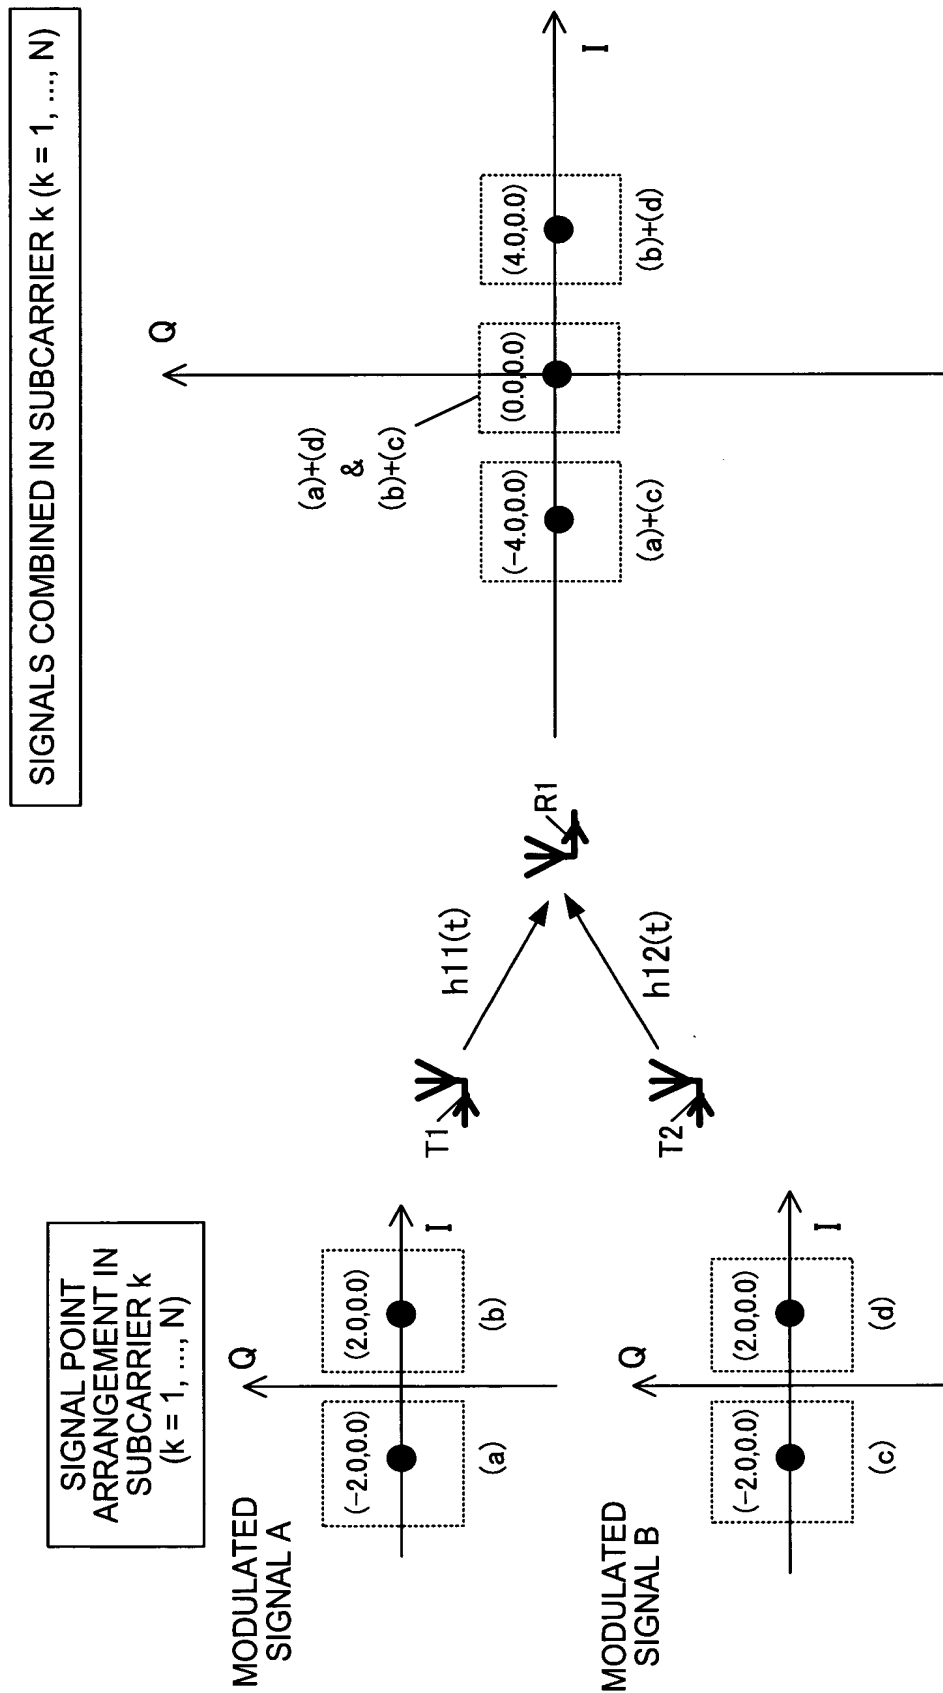 SIGNAL POINT
ARRANGEMENT IN
SUBCARRIER k
(k = 1, ..., N)
MODULATED
SIGNAL A
Q
I
(-2.0,0.0)
(2.0,0.0)
(a)
(b)
MODULATED
SIGNAL B
Q
I
(-2.0,0.0)
(2.0,0.0)
(c)
(d)
T1
T2
h11(t)
h12(t)
R1
SIGNALS COMBINED IN SUBCARRIER k (k = 1, ..., N)
Q
I
(a)+(d)
&
(b)+(c)
(-4.0,0.0)
(0.0,0.0)
(4.0,0.0)
(a)+(c)
(b)+(d)